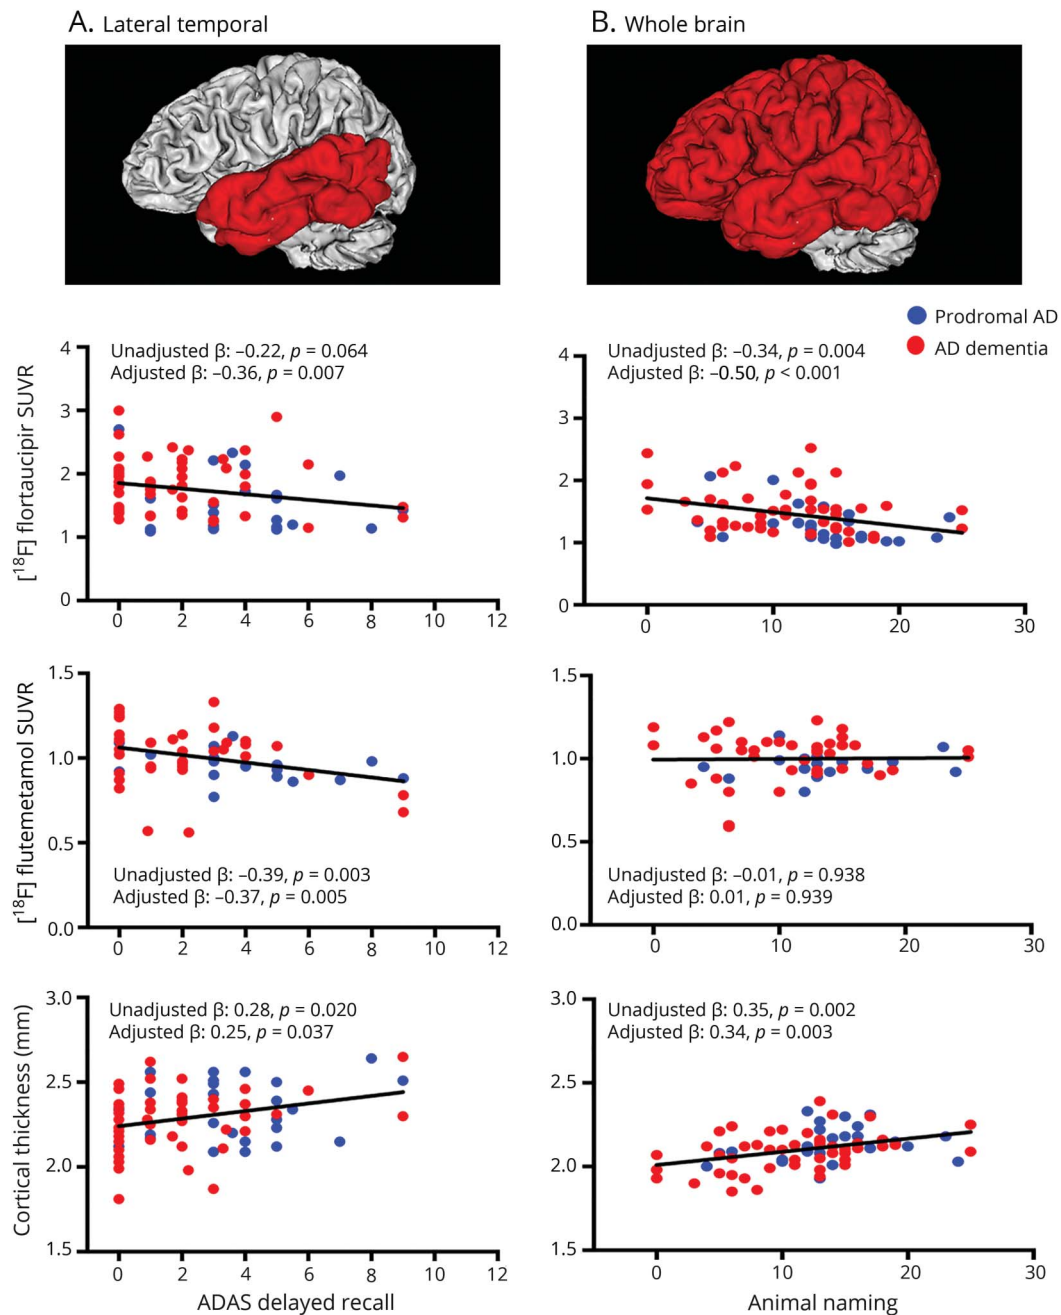 A. Lateral temporal
B. Whole brain
Prodromal AD
AD dementia
[¹⁸F] flortaucipir SUVR
4
3
2
1
0
Unadjusted β: –0.22, p = 0.064
Adjusted β: –0.36, p = 0.007
0 2 4 6 8 10 12
4
3
2
1
0
Unadjusted β: –0.34, p = 0.004
Adjusted β: –0.50, p < 0.001
0 10 20 30
[¹⁸F] flutemetamol SUVR
1.5
1.0
0.5
0.0
Unadjusted β: –0.39, p = 0.003
Adjusted β: –0.37, p = 0.005
0 2 4 6 8 10 12
1.5
1.0
0.5
0.0
Unadjusted β: –0.01, p = 0.938
Adjusted β: 0.01, p = 0.939
0 10 20 30
Cortical thickness (mm)
3.0
2.5
2.0
1.5
Unadjusted β: 0.28, p = 0.020
Adjusted β: 0.25, p = 0.037
0 2 4 6 8 10 12
ADAS delayed recall
3.0
2.5
2.0
1.5
Unadjusted β: 0.35, p = 0.002
Adjusted β: 0.34, p = 0.003
0 10 20 30
Animal naming